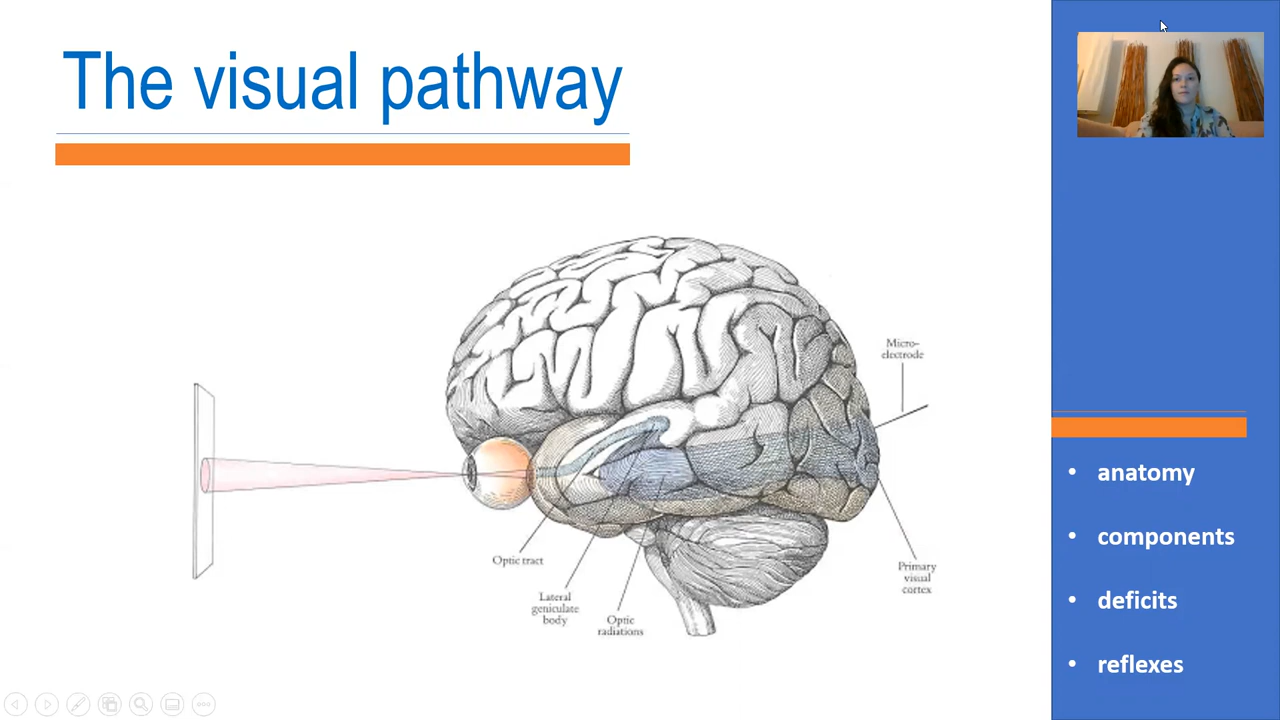 The visual pathway
Micro-
electrode
Optic tract
Lateral
geniculate
body
Optic
radiations
Primary
visual
cortex
• anatomy
• components
• deficits
• reflexes